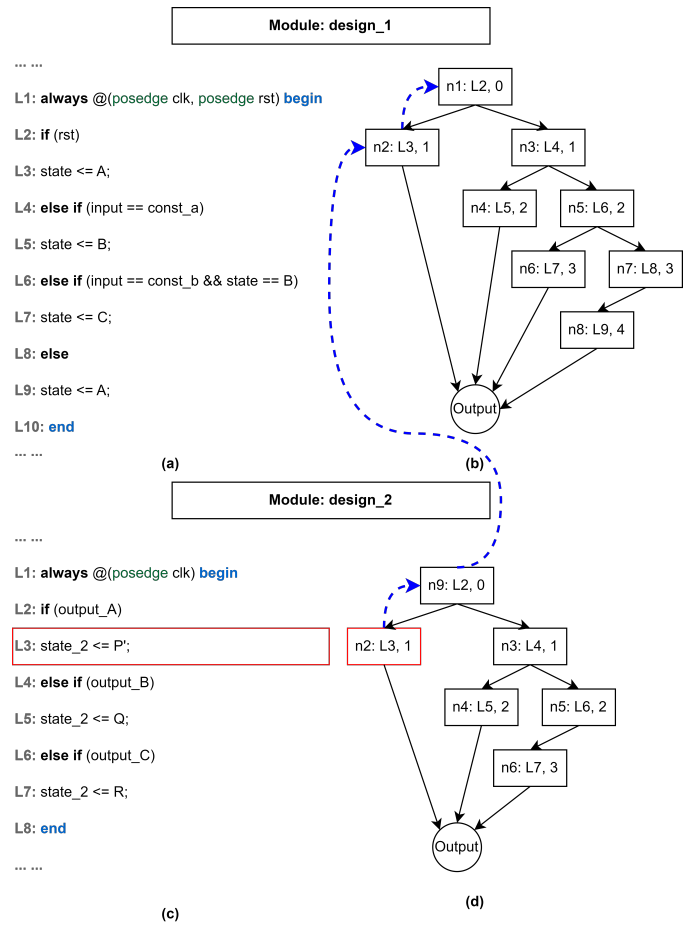 Module: design_1
... ...
L1: always @(posedge clk, posedge rst) begin
L2: if (rst)
L3: state <= A;
L4: else if (input == const_a)
L5: state <= B;
L6: else if (input == const_b && state == B)
L7: state <= C;
L8: else
L9: state <= A;
L10: end
... ...
(a)
n1: L2, 0
n2: L3, 1
n3: L4, 1
n4: L5, 2
n5: L6, 2
n6: L7, 3
n7: L8, 3
n8: L9, 4
Output
(b)
Module: design_2
... ...
L1: always @(posedge clk) begin
L2: if (output_A)
L3: state_2 <= P';
L4: else if (output_B)
L5: state_2 <= Q;
L6: else if (output_C)
L7: state_2 <= R;
L8: end
... ...
(c)
n9: L2, 0
n2: L3, 1
n3: L4, 1
n4: L5, 2
n5: L6, 2
n6: L7, 3
Output
(d)